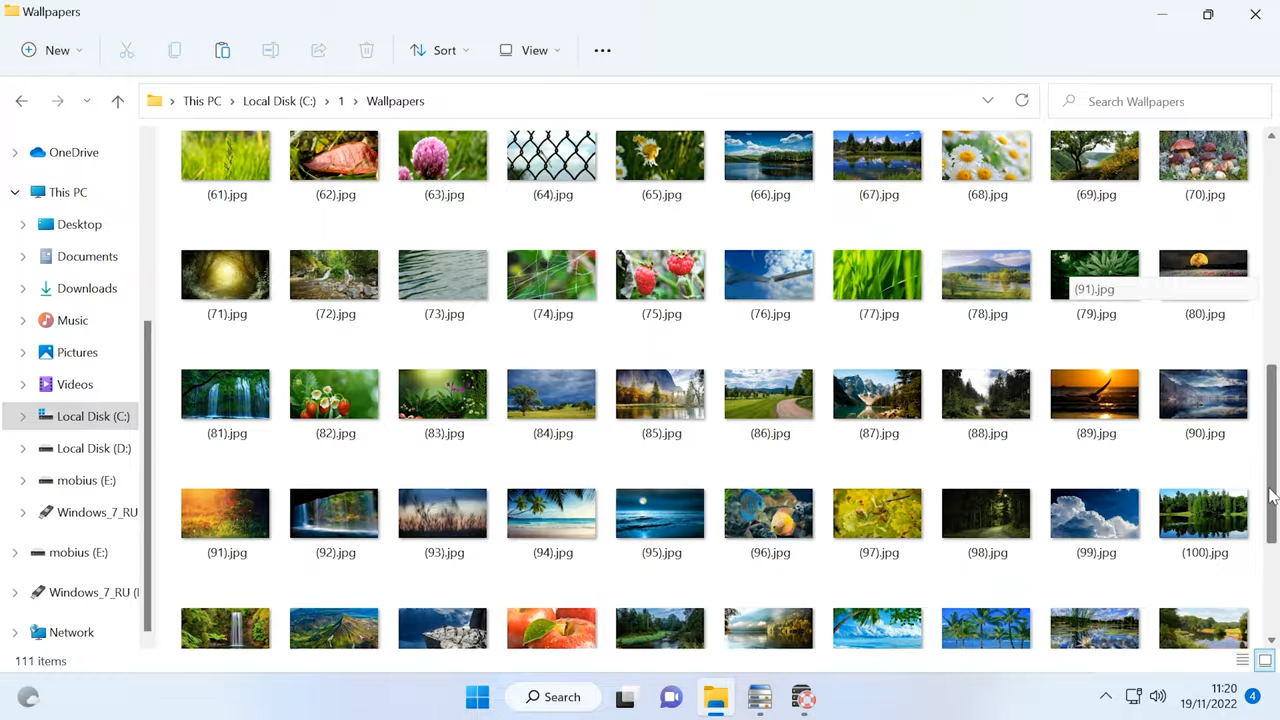 Wallpapers
New
Sort
View
This PC
Local Disk (C:)
1
Wallpapers
Search Wallpapers
OneDrive
This PC
Desktop
Documents
Downloads
Music
Pictures
Videos
Local Disk (C:)
Local Disk (D:)
mobius (E:)
Windows_7_RU
mobius (E:)
Windows_7_RU (
Network
(61).jpg (62).jpg (63).jpg (64).jpg (65).jpg (66).jpg (67).jpg (68).jpg (69).jpg (70).jpg
(91).jpg
(71).jpg (72).jpg (73).jpg (74).jpg (75).jpg (76).jpg (77).jpg (78).jpg (79).jpg (80).jpg
(81).jpg (82).jpg (83).jpg (84).jpg (85).jpg (86).jpg (87).jpg (88).jpg (89).jpg (90).jpg
(91).jpg (92).jpg (93).jpg (94).jpg (95).jpg (96).jpg (97).jpg (98).jpg (99).jpg (100).jpg
111 items
Search
11:20
19/11/2022
4